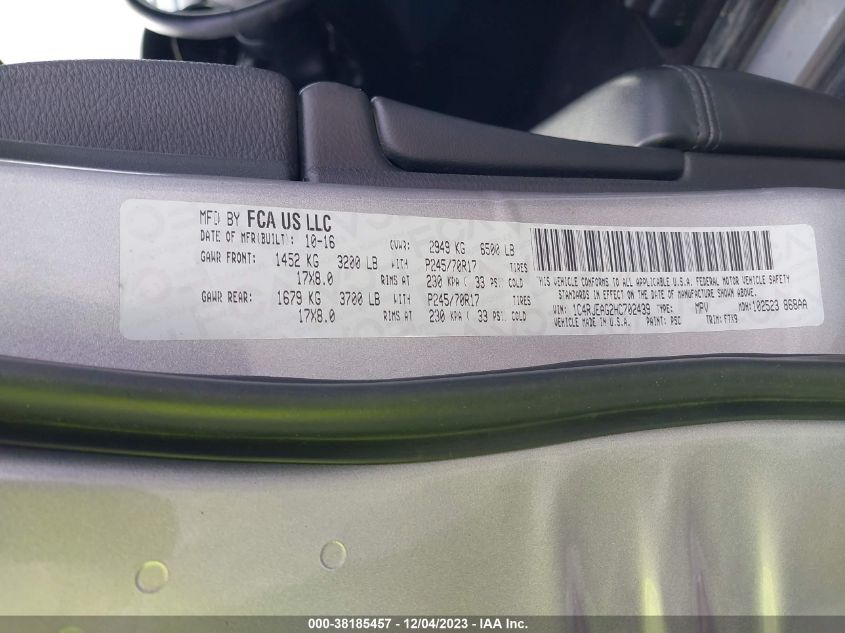 MFD BY FCA US LLC
DATE OF MFR(BUILT): 10-16 GVWR: 2949 KG 6500 LB
GAWR FRONT: 1452 KG 3200 LB WITH P245/70R17 TIRES
17X8.0 RIMS AT 230 KPA ( 33 PSI) COLD
GAWR REAR: 1679 KG 3700 LB WITH P245/70R17 TIRES
17X8.0 RIMS AT 230 KPA ( 33 PSI) COLD
THIS VEHICLE CONFORMS TO ALL APPLICABLE U.S.A. FEDERAL MOTOR VEHICLE SAFETY
STANDARDS IN EFFECT ON THE DATE OF MANUFACTURE SHOWN ABOVE.
VIN: 1C4RJEAG2HC702439 TYPE: MPV MDH: 102523 868AA
VEHICLE MADE IN U.S.A. PAINT: PSC TRIM: F7X9
000-38185457 - 12/04/2023 - IAA Inc.